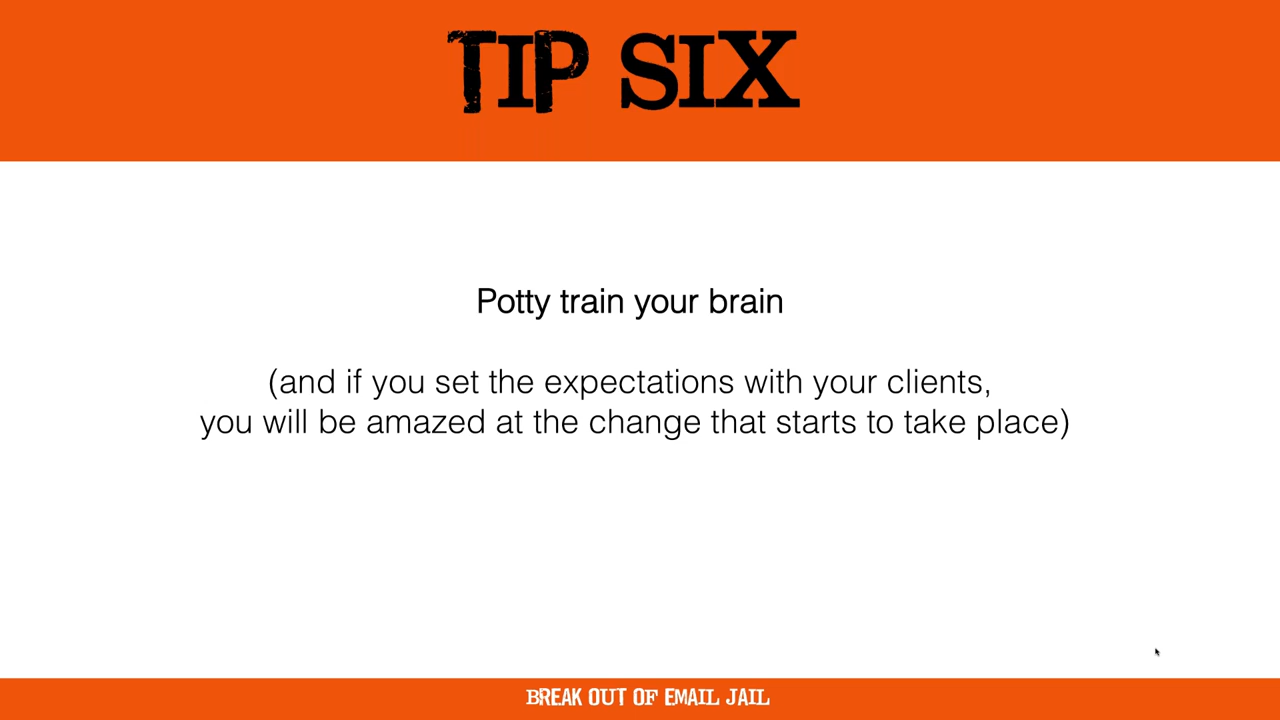 TIP SIX
Potty train your brain
(and if you set the expectations with your clients,
you will be amazed at the change that starts to take place)
BREAK OUT OF EMAIL JAIL